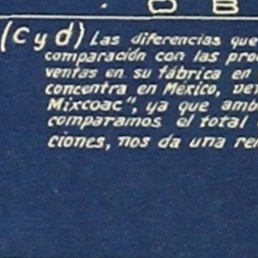 O B
(c y d) Las diferencias que
comparación con las pro
ventas en su fábrica en
concentra en México, ve
Mixcoac", ya que amb
comparamos el total
ciones, nos da una re